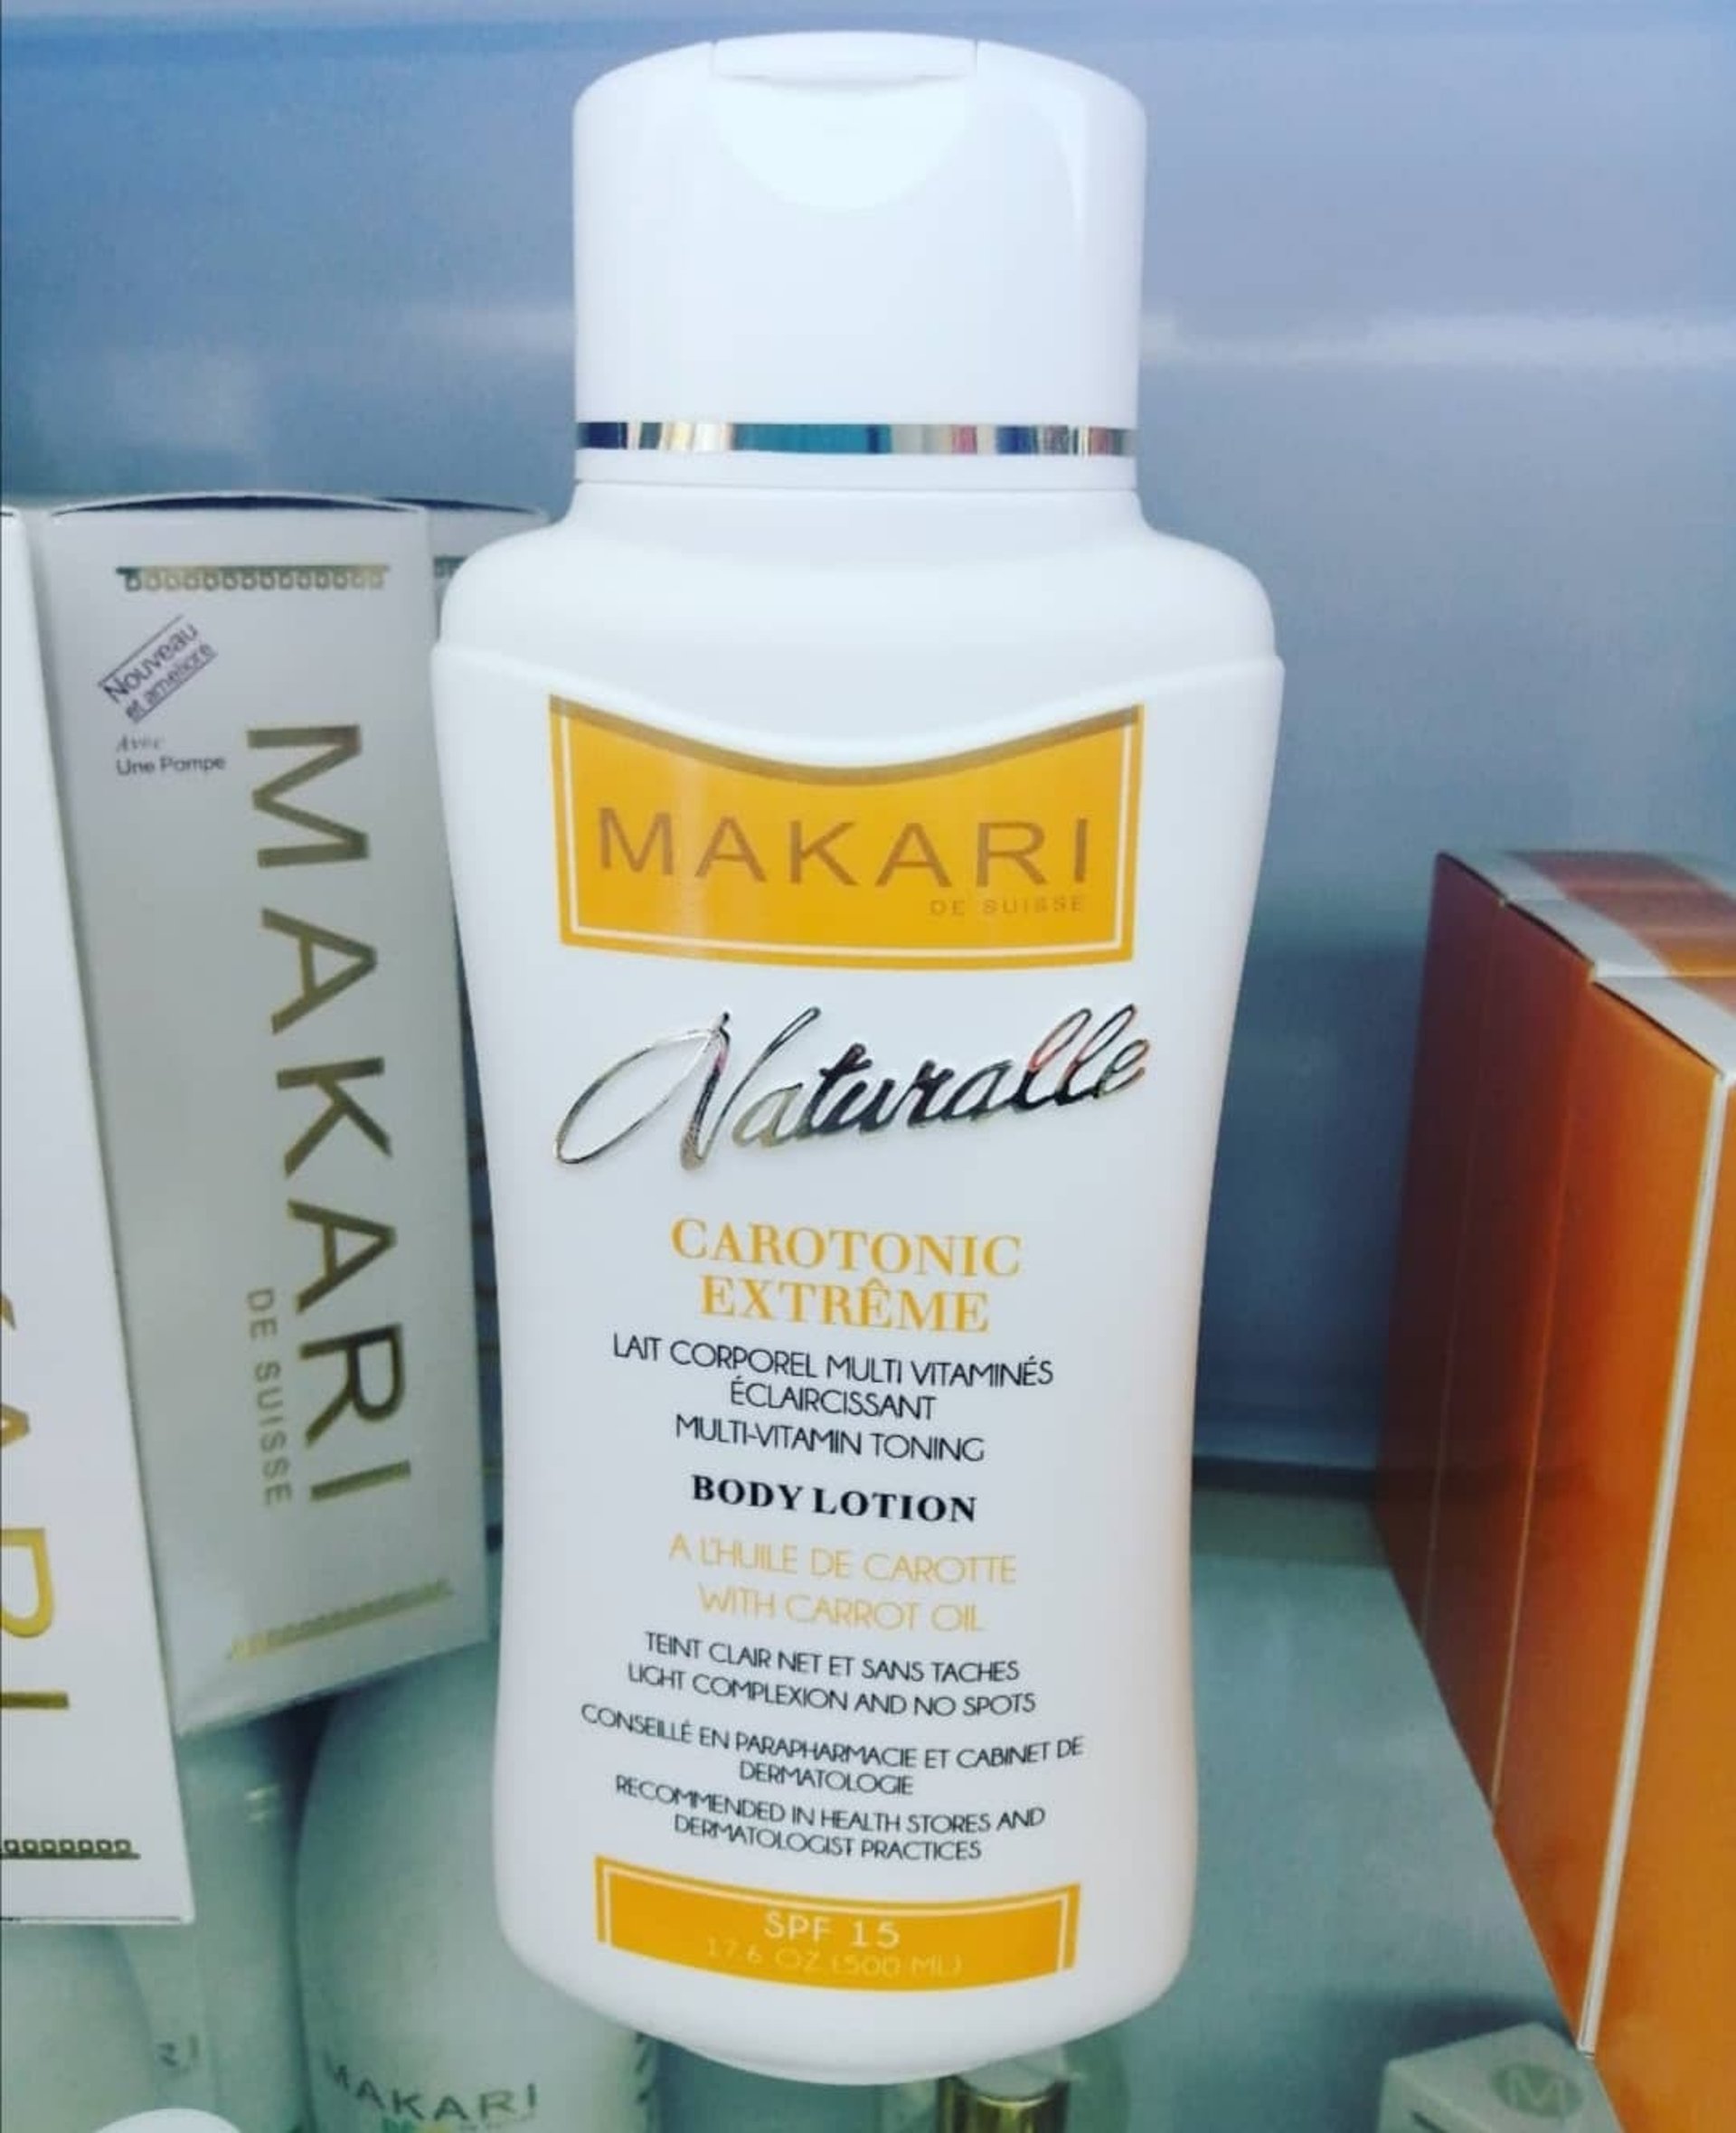 MAKARI
DE SUISSE
Naturalle
CAROTONIC
EXTRÊME
LAIT CORPOREL MULTI VITAMINÉS
ÉCLAIRCISSANT
MULTI-VITAMIN TONING
BODY LOTION
A L'HUILE DE CAROTTE
WITH CARROT OIL
TEINT CLAIR NET ET SANS TACHES
LIGHT COMPLEXION AND NO SPOTS
CONSEILLÉ EN PARAPHARMACIE ET CABINET DE
DERMATOLOGIE
RECOMMENDED IN HEALTH STORES AND
DERMATOLOGIST PRACTICES
SPF 15
17.6 OZ (500 ML)
Nouveau
et amélioré
Avec
Une Pompe
MAKARI
DE SUISSE
MAKARI
M